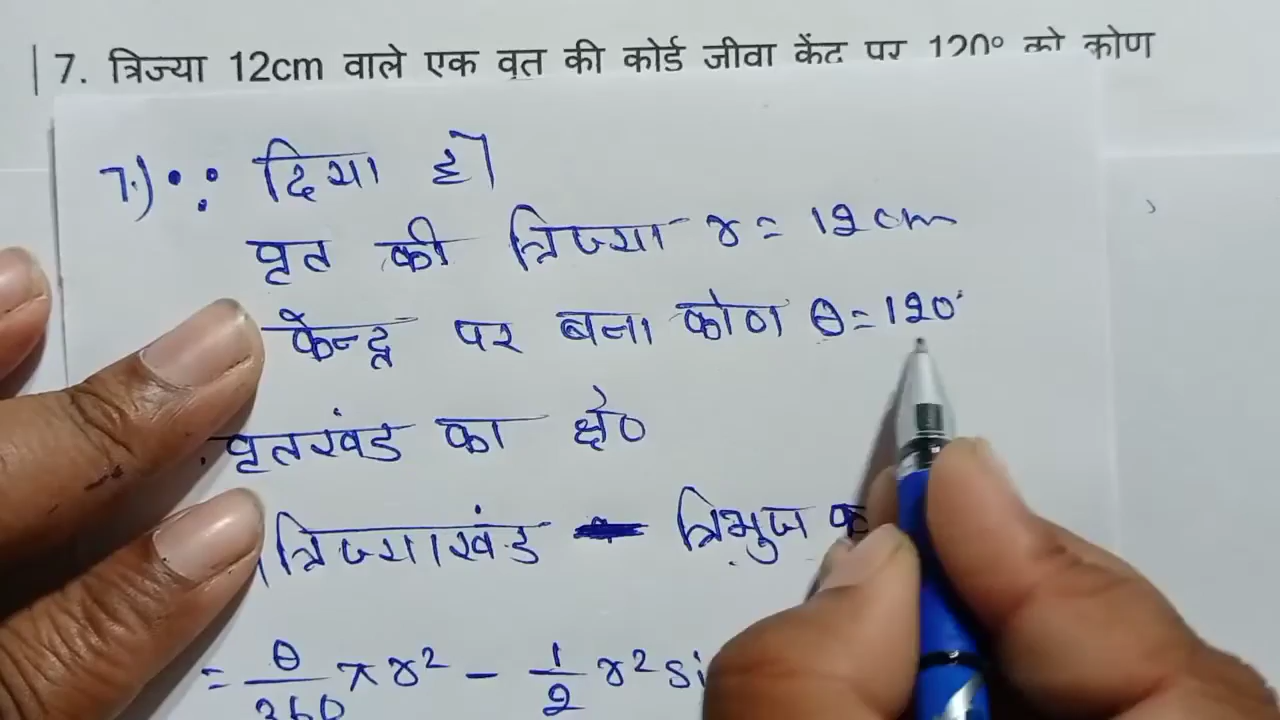 7. त्रिज्या 12cm वाले एक वृत की कोई जीवा केंद्र पर 120° को कोण
7.) ∵ दिया है।
वृत की त्रिज्या r = 12cm
केन्द्र पर बना कोण θ = 120°
वृतखंड का क्षे०
त्रिज्याखंड - त्रिभुज
= θ/360 πr² - 1/2 r² si